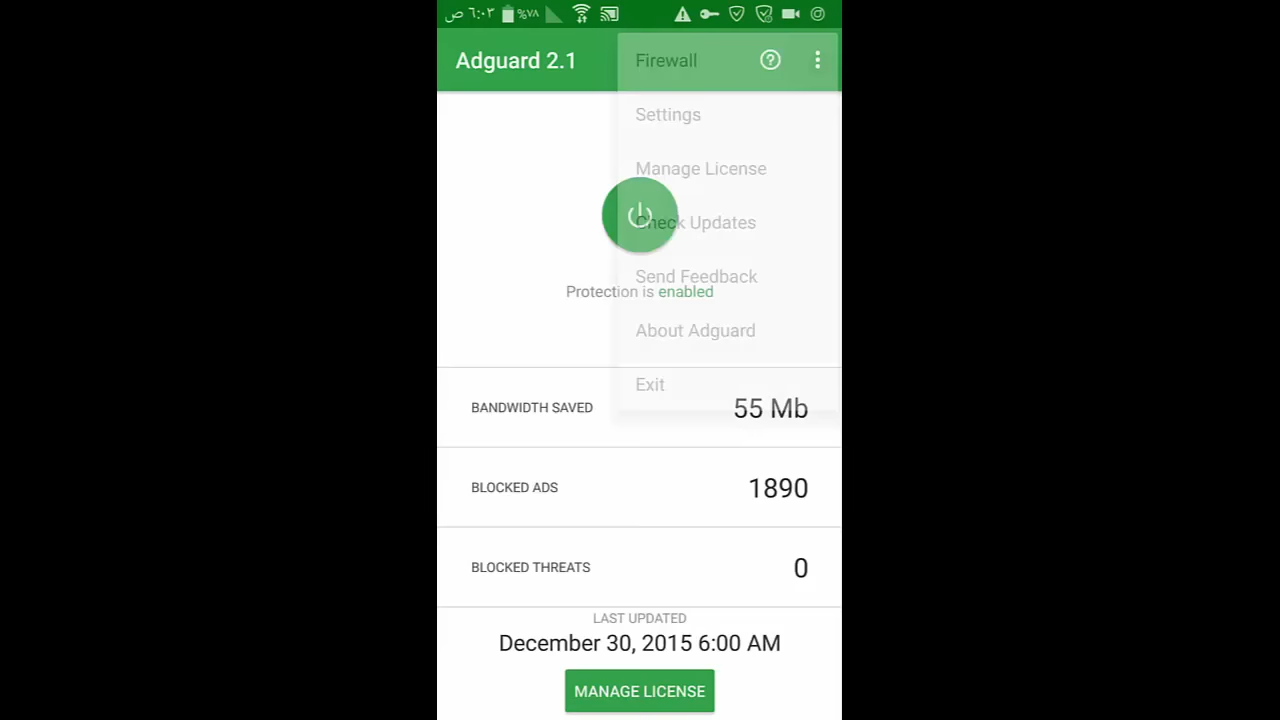 ص ٦:٠٣ %٧٨
Adguard 2.1
Firewall
Settings
Manage License
Check Updates
Send Feedback
Protection is enabled
About Adguard
Exit
BANDWIDTH SAVED 55 Mb
BLOCKED ADS 1890
BLOCKED THREATS 0
LAST UPDATED
December 30, 2015 6:00 AM
MANAGE LICENSE